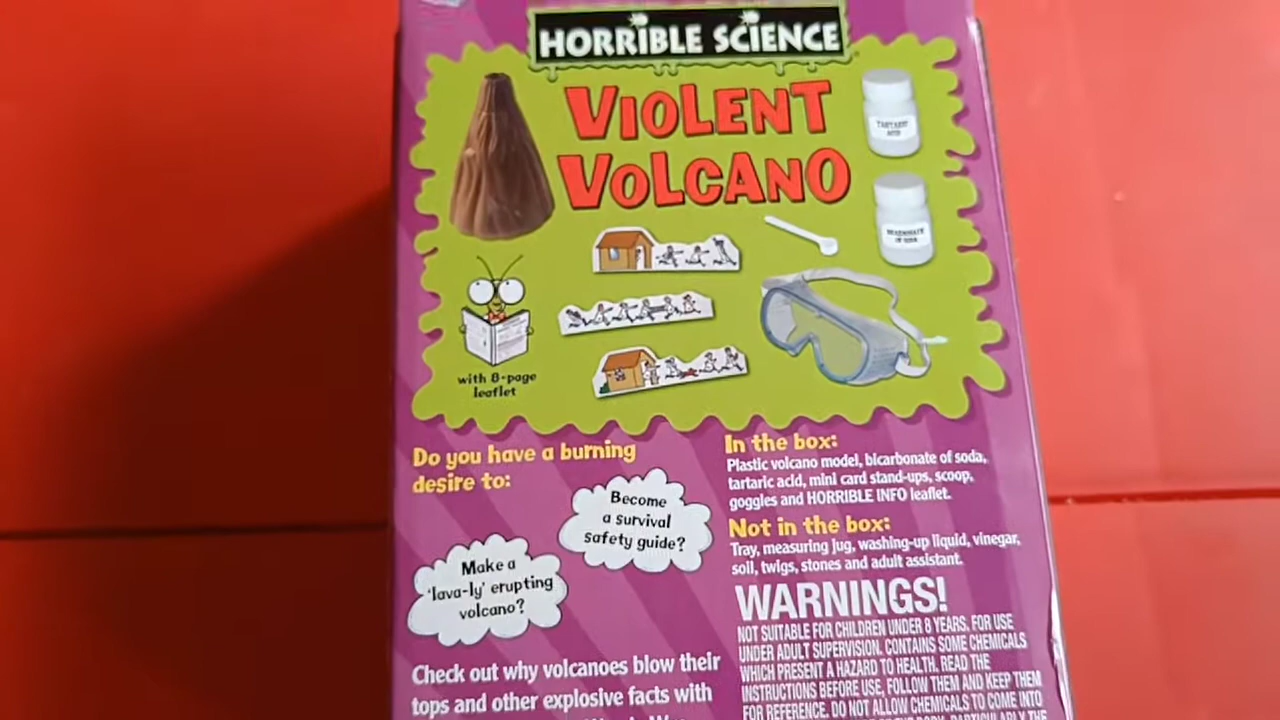 HORRIBLE SCIENCE
VIOLENT
VOLCANO
TARTARIC
ACID
with 8-page
leaflet
Do you have a burning
desire to:
Become
a survival
safety guide?
Make a
'lava-ly' erupting
volcano?
Check out why volcanoes blow their
tops and other explosive facts with
In the box:
Plastic volcano model, bicarbonate of soda,
tartaric acid, mini card stand-ups, scoop,
goggles and HORRIBLE INFO leaflet.
Not in the box:
Tray, measuring jug, washing-up liquid, vinegar,
soil, twigs, stones and adult assistant.
WARNINGS!
NOT SUITABLE FOR CHILDREN UNDER 8 YEARS. FOR USE
UNDER ADULT SUPERVISION. CONTAINS SOME CHEMICALS
WHICH PRESENT A HAZARD TO HEALTH. READ THE
INSTRUCTIONS BEFORE USE, FOLLOW THEM AND KEEP THEM
FOR REFERENCE. DO NOT ALLOW CHEMICALS TO COME INTO